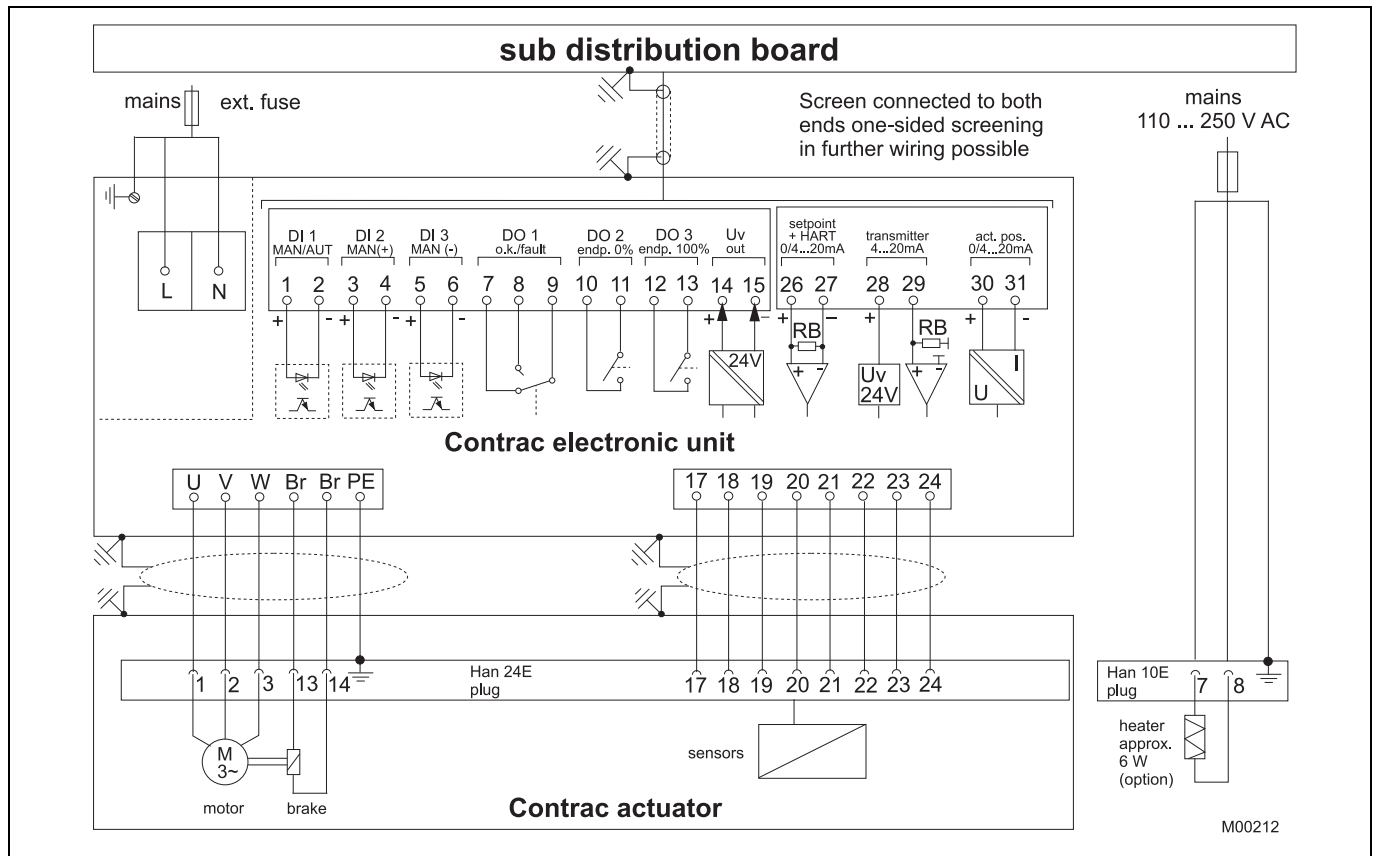 sub distribution board
mains
ext. fuse
Screen connected to both
ends one-sided screening
in further wiring possible
mains
110 ... 250 V AC
L
N
DI 1
MAN/AUT
DI 2
MAN(+)
DI 3
MAN (-)
DO 1
o.k./fault
DO 2
endp. 0%
DO 3
endp. 100%
Uv
out
setpoint
+ HART
0/4...20mA
transmitter
4...20mA
act. pos.
0/4...20mA
1 2 3 4 5 6 7 8 9 10 11 12 13 14 15 26 27 28 29 30 31
+ - + - + - + – + – + + -
RB
RB
24V
+ -
Uv
24V
+ -
I
U
Contrac electronic unit
U V W Br Br PE
17 18 19 20 21 22 23 24
Han 24E
plug
1 2 3 13 14
17 18 19 20 21 22 23 24
Han 10E
plug
7 8
M
3~
motor
brake
sensors
heater
approx.
6 W
(option)
Contrac actuator
M00212